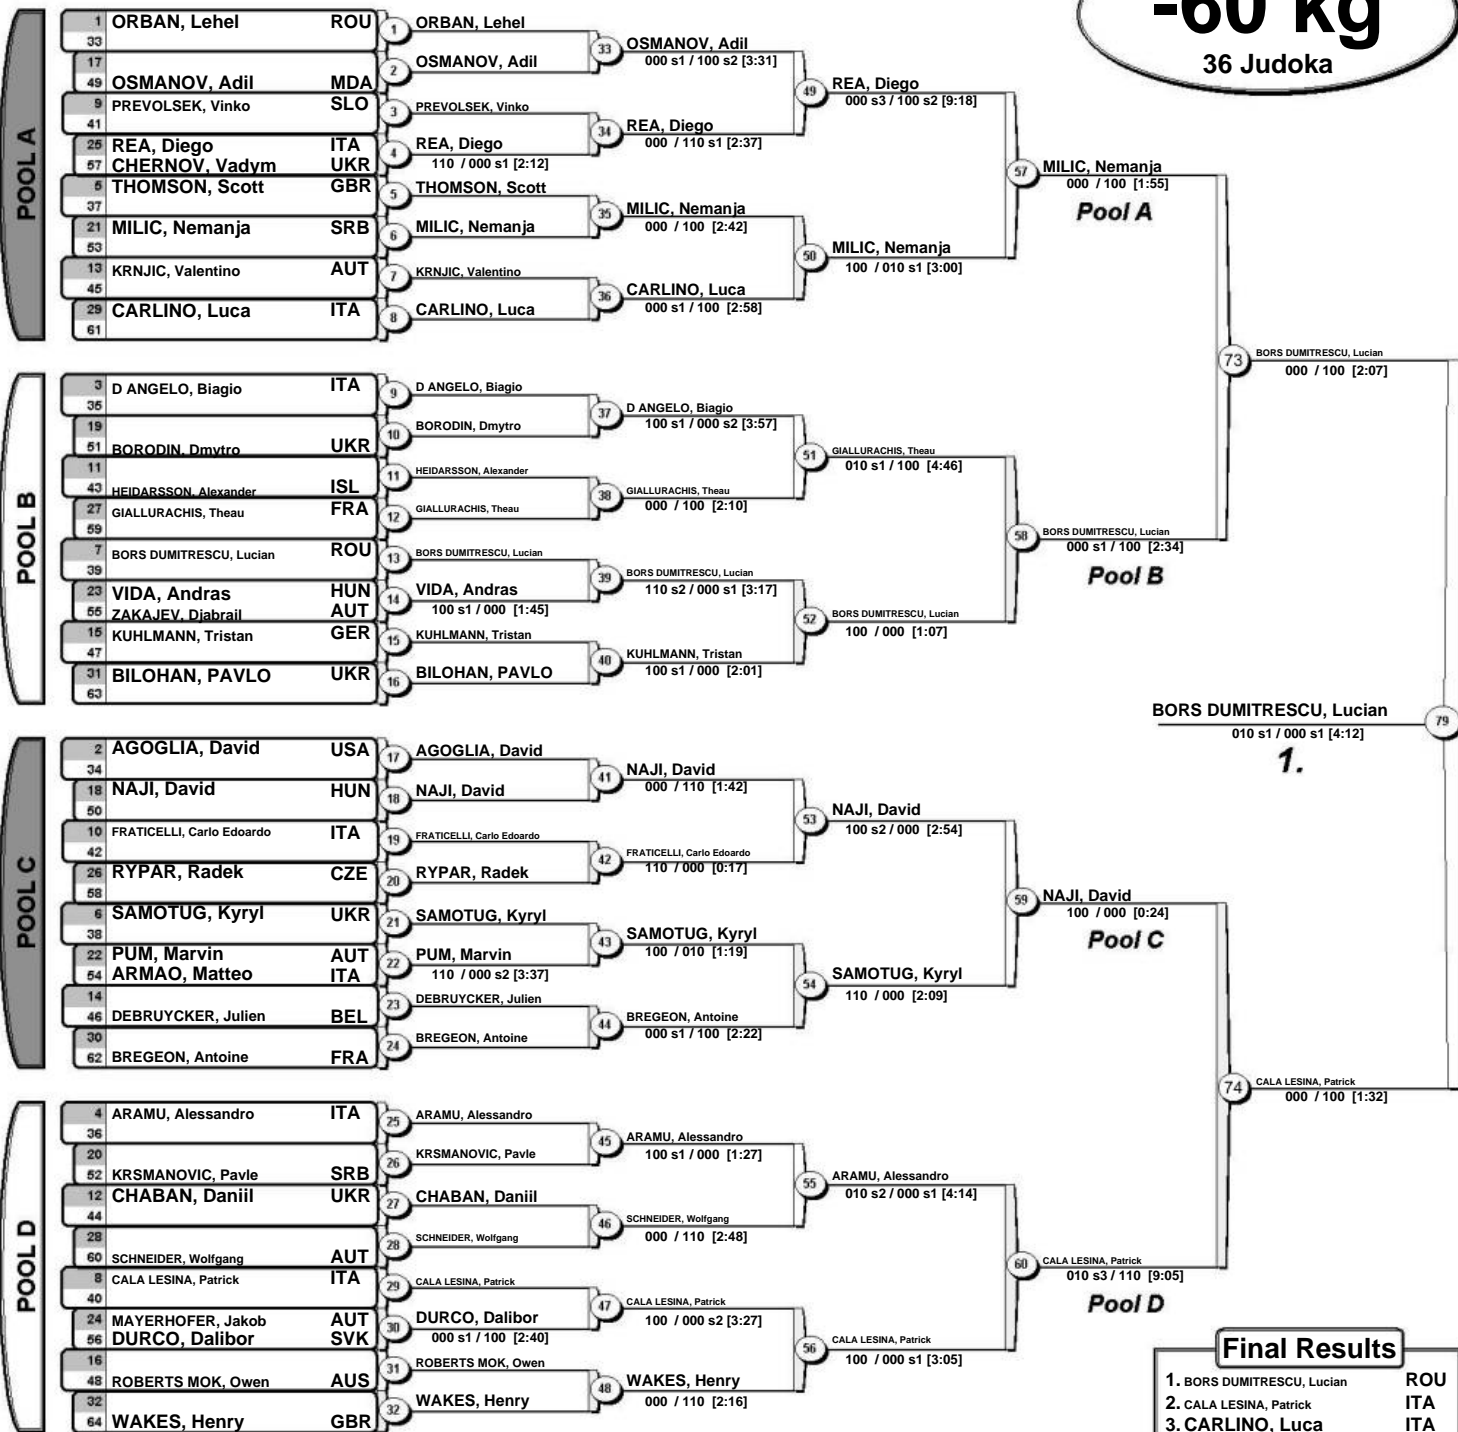 -60 kg
36 Judoka
POOL A
1 ORBAN, Lehel ROU
33
17
49 OSMANOV, Adil MDA
9 PREVOLSEK, Vinko SLO
41
25 REA, Diego ITA
57 CHERNOV, Vadym UKR
5 THOMSON, Scott GBR
37
21 MILIC, Nemanja SRB
53
13 KRNJIC, Valentino AUT
45
29 CARLINO, Luca ITA
61
1 ORBAN, Lehel
2 OSMANOV, Adil
3 PREVOLSEK, Vinko
4 REA, Diego
110 / 000 s1 [2:12]
5 THOMSON, Scott
6 MILIC, Nemanja
7 KRNJIC, Valentino
8 CARLINO, Luca
33 OSMANOV, Adil
000 s1 / 100 s2 [3:31]
34 REA, Diego
000 / 110 s1 [2:37]
35 MILIC, Nemanja
000 / 100 [2:42]
36 CARLINO, Luca
000 s1 / 100 [2:58]
49 REA, Diego
000 s3 / 100 s2 [9:18]
50 MILIC, Nemanja
100 / 010 s1 [3:00]
57 MILIC, Nemanja
000 / 100 [1:55]
Pool A
POOL B
3 D ANGELO, Biagio ITA
35
19
51 BORODIN, Dmytro UKR
11
43 HEIDARSSON, Alexander ISL
27 GIALLURACHIS, Theau FRA
59
7 BORS DUMITRESCU, Lucian ROU
39
23 VIDA, Andras HUN
55 ZAKAJEV, Djabrail AUT
15 KUHLMANN, Tristan GER
47
31 BILOHAN, PAVLO UKR
63
9 D ANGELO, Biagio
10 BORODIN, Dmytro
11 HEIDARSSON, Alexander
12 GIALLURACHIS, Theau
13 BORS DUMITRESCU, Lucian
14 VIDA, Andras
100 s1 / 000 [1:45]
15 KUHLMANN, Tristan
16 BILOHAN, PAVLO
37 D ANGELO, Biagio
100 s1 / 000 s2 [3:57]
38 GIALLURACHIS, Theau
000 / 100 [2:10]
39 BORS DUMITRESCU, Lucian
110 s2 / 000 s1 [3:17]
40 KUHLMANN, Tristan
100 s1 / 000 [2:01]
51 GIALLURACHIS, Theau
010 s1 / 100 [4:46]
52 BORS DUMITRESCU, Lucian
100 / 000 [1:07]
58 BORS DUMITRESCU, Lucian
000 s1 / 100 [2:34]
Pool B
73 BORS DUMITRESCU, Lucian
000 / 100 [2:07]
BORS DUMITRESCU, Lucian 79
010 s1 / 000 s1 [4:12]
1.
POOL C
2 AGOGLIA, David USA
34
18 NAJI, David HUN
50
10 FRATICELLI, Carlo Edoardo ITA
42
26 RYPAR, Radek CZE
58
6 SAMOTUG, Kyryl UKR
38
22 PUM, Marvin AUT
54 ARMAO, Matteo ITA
14
46 DEBRUYCKER, Julien BEL
30
62 BREGEON, Antoine FRA
17 AGOGLIA, David
18 NAJI, David
19 FRATICELLI, Carlo Edoardo
20 RYPAR, Radek
21 SAMOTUG, Kyryl
22 PUM, Marvin
110 / 000 s2 [3:37]
23 DEBRUYCKER, Julien
24 BREGEON, Antoine
41 NAJI, David
000 / 110 [1:42]
42 FRATICELLI, Carlo Edoardo
110 / 000 [0:17]
43 SAMOTUG, Kyryl
100 / 010 [1:19]
44 BREGEON, Antoine
000 s1 / 100 [2:22]
53 NAJI, David
100 s2 / 000 [2:54]
54 SAMOTUG, Kyryl
110 / 000 [2:09]
59 NAJI, David
100 / 000 [0:24]
Pool C
POOL D
4 ARAMU, Alessandro ITA
36
20
52 KRSMANOVIC, Pavle SRB
12 CHABAN, Daniil UKR
44
28
60 SCHNEIDER, Wolfgang AUT
8 CALA LESINA, Patrick ITA
40
24 MAYERHOFER, Jakob AUT
56 DURCO, Dalibor SVK
16
48 ROBERTS MOK, Owen AUS
32
64 WAKES, Henry GBR
25 ARAMU, Alessandro
26 KRSMANOVIC, Pavle
27 CHABAN, Daniil
28 SCHNEIDER, Wolfgang
29 CALA LESINA, Patrick
30 DURCO, Dalibor
000 s1 / 100 [2:40]
31 ROBERTS MOK, Owen
32 WAKES, Henry
45 ARAMU, Alessandro
100 s1 / 000 [1:27]
46 SCHNEIDER, Wolfgang
000 / 110 [2:48]
47 CALA LESINA, Patrick
100 / 000 s2 [3:27]
48 WAKES, Henry
000 / 110 [2:16]
55 ARAMU, Alessandro
010 s2 / 000 s1 [4:14]
56 CALA LESINA, Patrick
100 / 000 s1 [3:05]
60 CALA LESINA, Patrick
010 s3 / 110 [9:05]
Pool D
74 CALA LESINA, Patrick
000 / 100 [1:32]
Final Results
1. BORS DUMITRESCU, Lucian ROU
2. CALA LESINA, Patrick ITA
3. CARLINO, Luca ITA